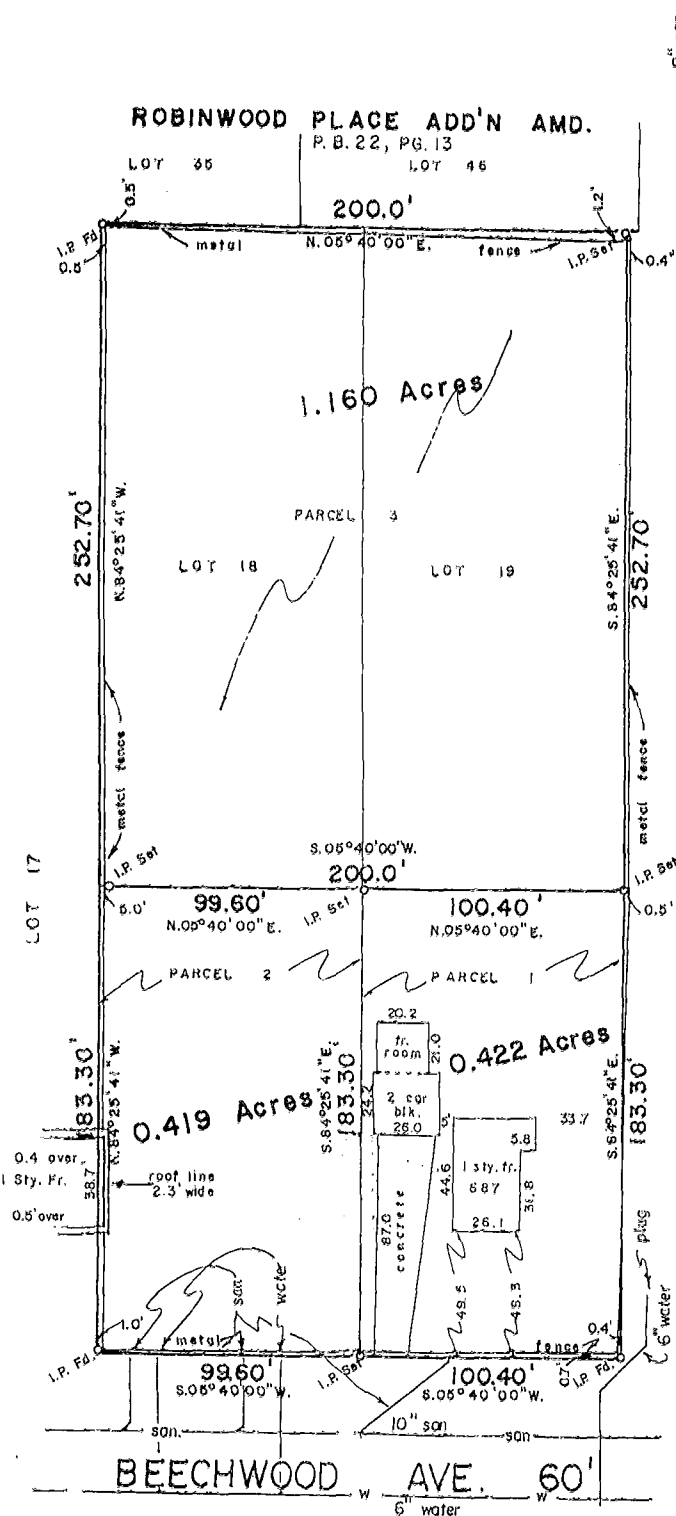 ROBINWOOD PLACE ADD'N AMD.
P.B. 22, PG. 13
LOT 35
LOT 46
0.5'
200.0'
1.2'
I.P. Fd
metal
N.05°40'00"E.
fence
I.P. Set
0.5'
0.4"
1.160 Acres
252.70'
N.84°25'41"W.
PARCEL 3
S.84°25'41"E.
252.70'
LOT 18
LOT 19
metal fence
metal fence
LOT 17
I.P. Set
S.05°40'00"W.
200.0'
I.P. Set
5.0'
99.60'
I.P. Set
100.40'
0.5'
N.05°40'00"E.
N.05°40'00"E.
PARCEL 2
PARCEL 1
20.2
fr. room
21.0
0.422 Acres
183.30'
N.84°25'41"W.
0.419 Acres
S.84°25'41"E.
183.30'
24.2
2 car
blk.
26.0
5'
33.7
S.84°25'41"E.
183.30'
0.4 over
1 Sty. Fr.
38.7'
roof line
2.3' wide
0.5' over
5.8
44.6
1 sty. fr.
687
26.1
87.0
concrete
plug
6" water
san
water
49.5
1.0'
metal
fence
0.4'
I.P. Fd.
99.60'
I.P. Set
100.40'
0.7'
I.P. Fd.
S.05°40'00"W.
S.05°40'00"W.
10" san
san.
san
BEECHWOOD AVE. 60'
W
6" water
W